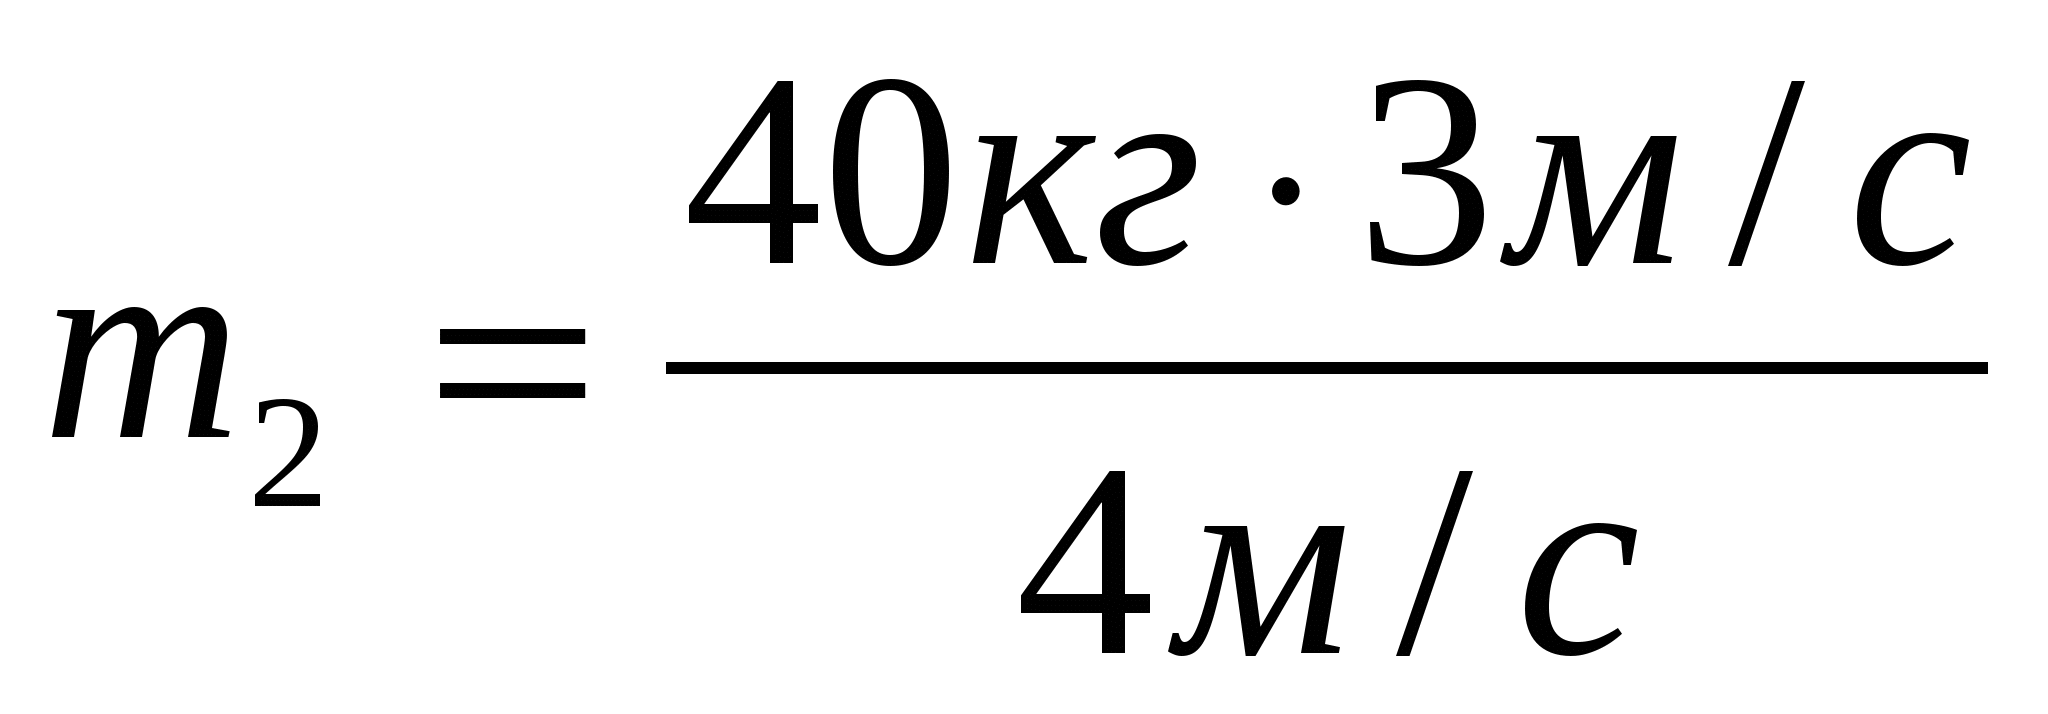 m₂ = 40кг · 3м / с
4м / с